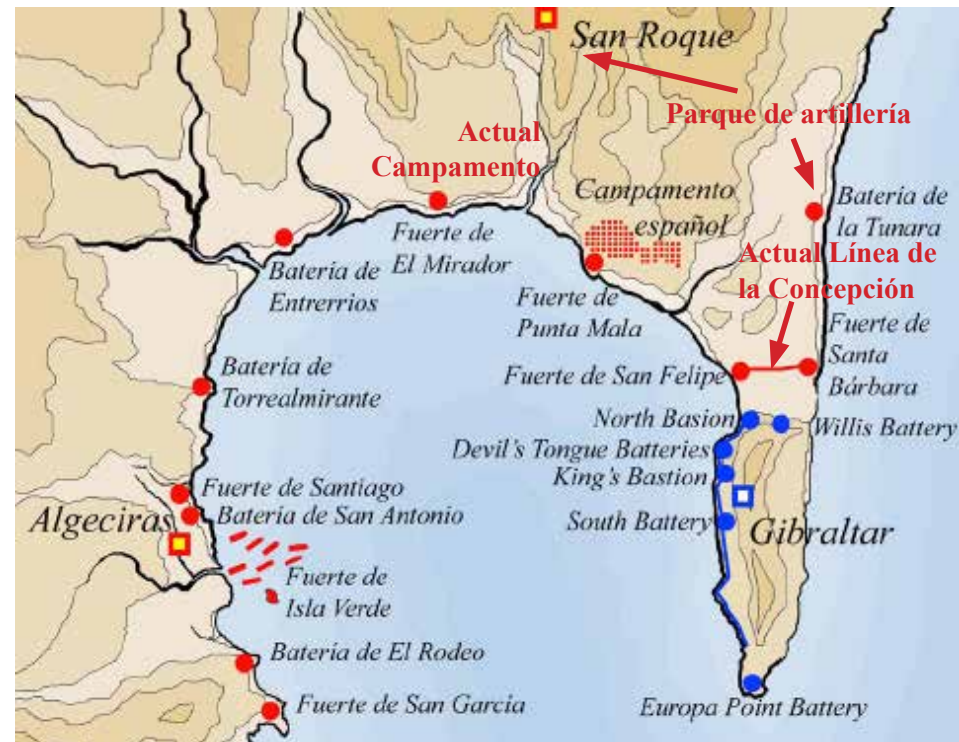 San Roque
Parque de artillería
Actual
Campamento
Campamento
español
Batería de
la Tunara
Fuerte de
El Mirador
Batería de
Entrerrios
Actual Línea de
la Concepción
Fuerte de
Punta Mala
Fuerte de
Santa
Bárbara
Batería de
Torrealmirante
Fuerte de San Felipe
North Basion
Willis Battery
Devil's Tongue Batteries
King's Bastion
Fuerte de Santiago
Algeciras
Batería de San Antonio
South Battery
Gibraltar
Fuerte de
Isla Verde
Batería de El Rodeo
Fuerte de San García
Europa Point Battery